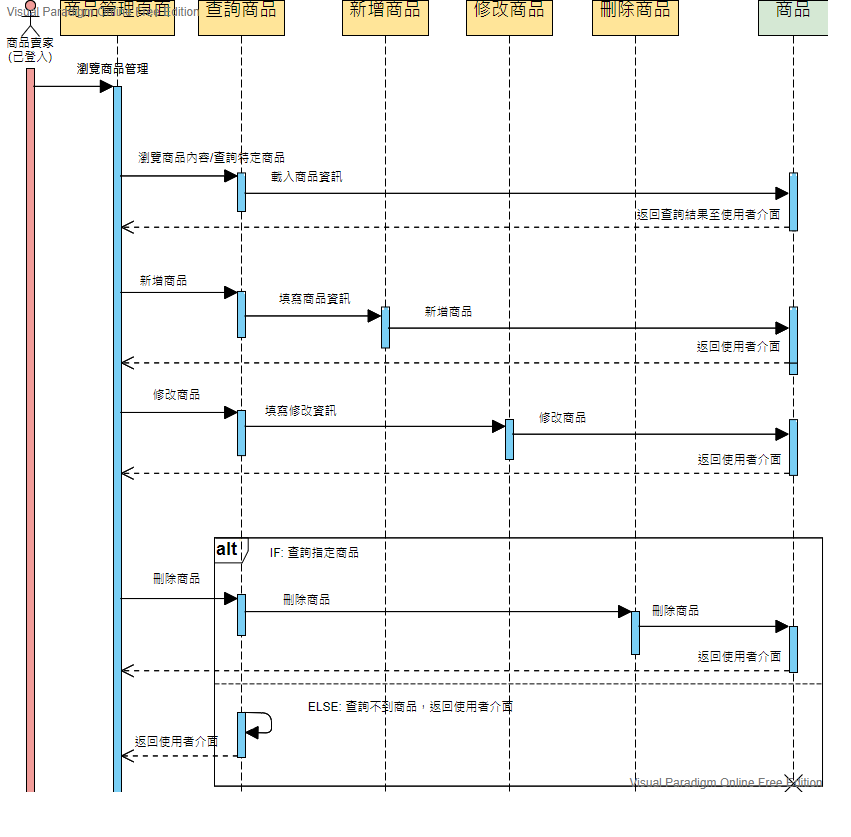 Visual Paradigm Online Free Edition
商品管理頁面
查詢商品
新增商品
修改商品
刪除商品
商品
商品賣家
(已登入)
瀏覽商品管理
瀏覽商品內容/查詢特定商品
載入商品資訊
返回查詢結果至使用者介面
新增商品
填寫商品資訊
新增商品
返回使用者介面
修改商品
填寫修改資訊
修改商品
返回使用者介面
alt
IF: 查詢指定商品
刪除商品
刪除商品
刪除商品
返回使用者介面
ELSE: 查詢不到商品，返回使用者介面
返回使用者介面
Visual Paradigm Online Free Edition